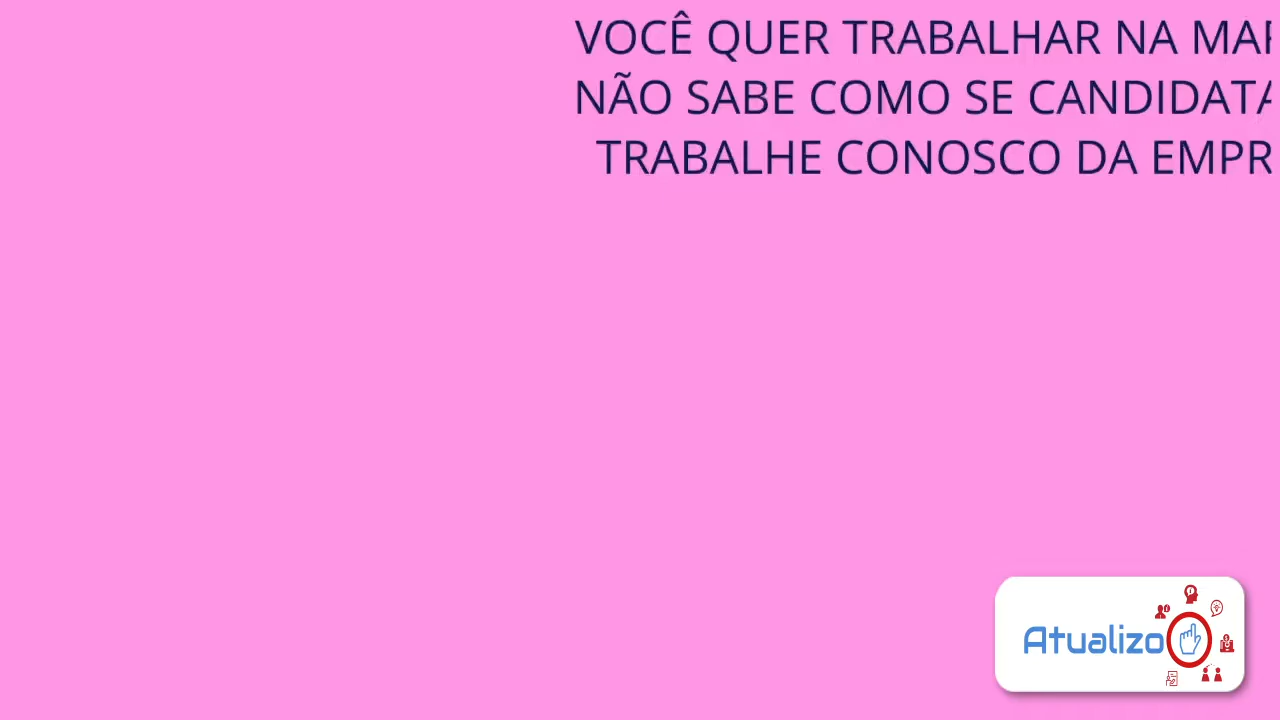 VOCÊ QUER TRABALHAR NA
NÃO SABE COMO SE
TRABALHE CONOSCO DA
Atualizo